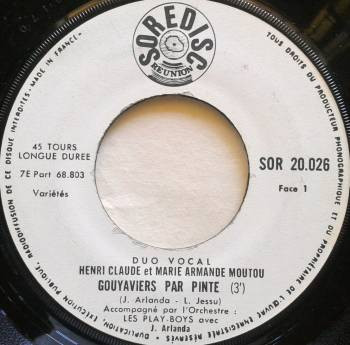 SOREDISC
REUNION
45 TOURS
LONGUE DUREE
7E Part 68.803
Variétés
SOR 20.026
Face 1
DUO VOCAL
HENRI CLAUDE et MARIE ARMANDE MOUTOU
GOUYAVIERS PAR PINTE (3')
(J. Arlanda - L. Jessu)
Accompagné par l'Orchestre :
LES PLAY-BOYS avec
J. Arlanda
TOUS DROITS DU PRODUCTEUR PHONOGRAPHIQUE ET DU PROPRIÉTAIRE DE L'ŒUVRE ENREGISTRÉE RÉSERVÉS - DUPLICATION, EXÉCUTION PUBLIQUE, RADIODIFFUSION DE CE DISQUE INTERDITES - MADE IN FRANCE -